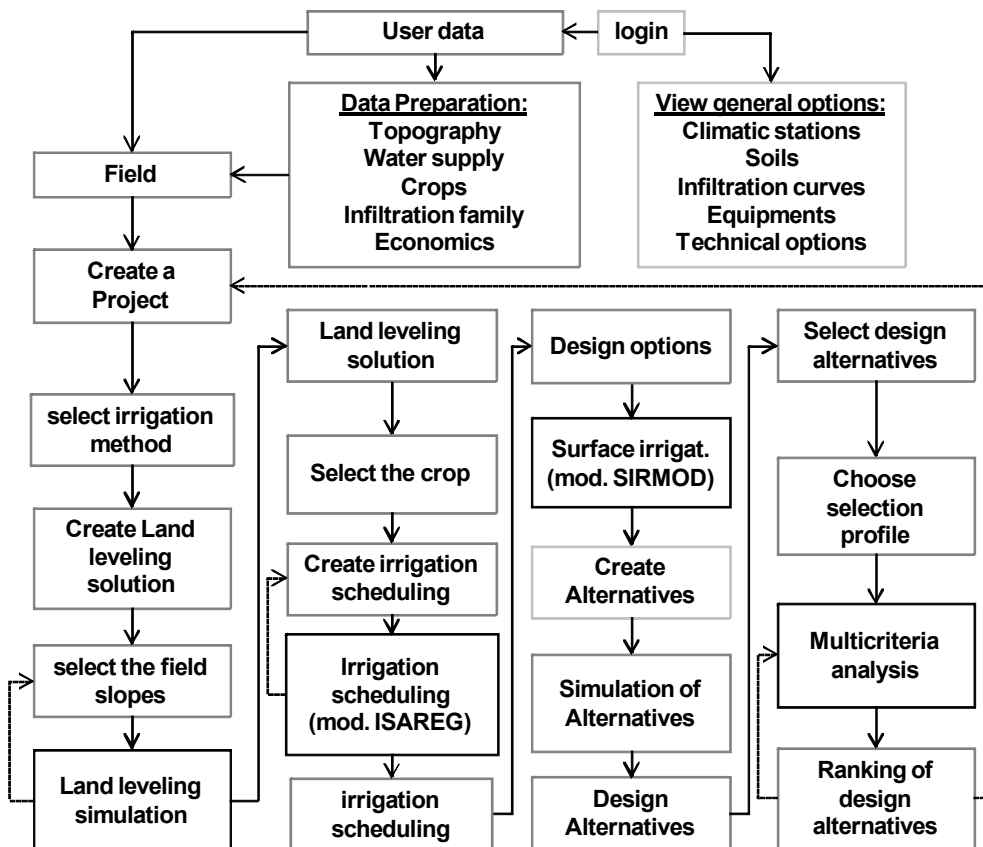 User data
login
Data Preparation:
Topography
Water supply
Crops
Infiltration family
Economics
View general options:
Climatic stations
Soils
Infiltration curves
Equipments
Technical options
Field
Create a
Project
select irrigation
method
Create Land
leveling
solution
select the field
slopes
Land leveling
simulation
Land leveling
solution
Select the crop
Create irrigation
scheduling
Irrigation
scheduling
(mod. ISAREG)
irrigation
scheduling
Design options
Surface irrigat.
(mod. SIRMOD)
Create
Alternatives
Simulation of
Alternatives
Design
Alternatives
Select design
alternatives
Choose
selection
profile
Multicriteria
analysis
Ranking of
design
alternatives